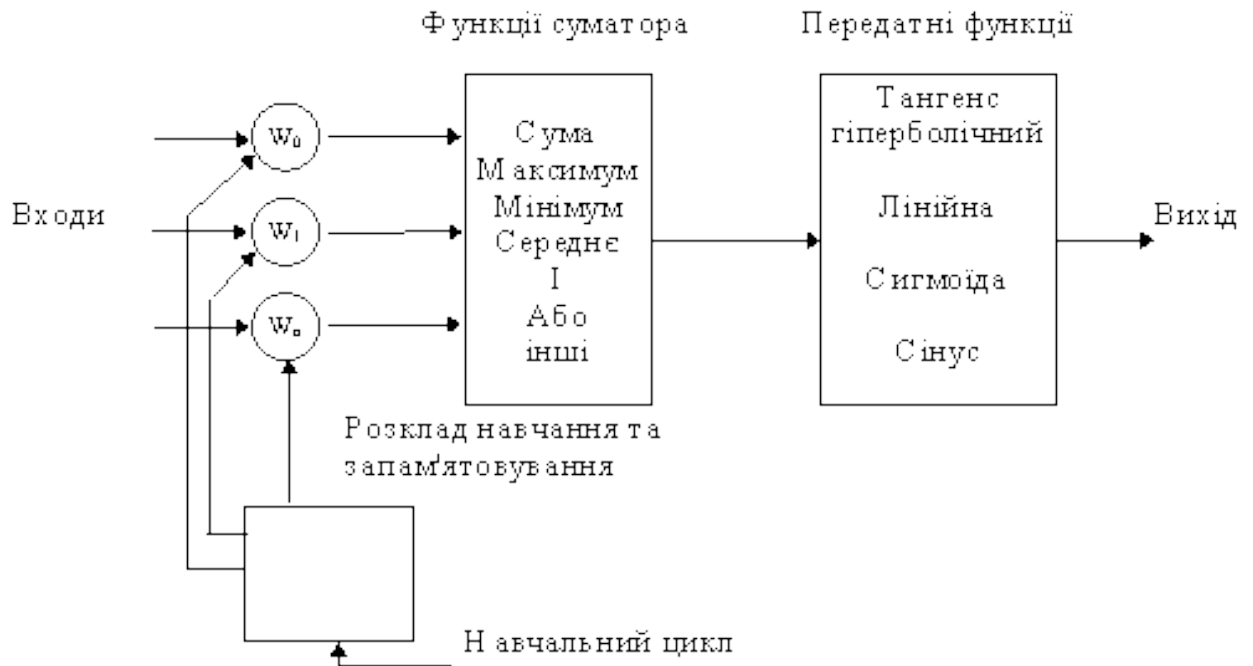 Функції суматора
Передатні функції
Входи
W₀
W₁
Wₙ
Сума
Максимум
Мінімум
Середнє
І
Або
інші
Тангенс
гіперболічний
Лінійна
Сигмоїда
Сінус
Вихід
Розклад навчання та
запам'ятовування
Навчальний цикл